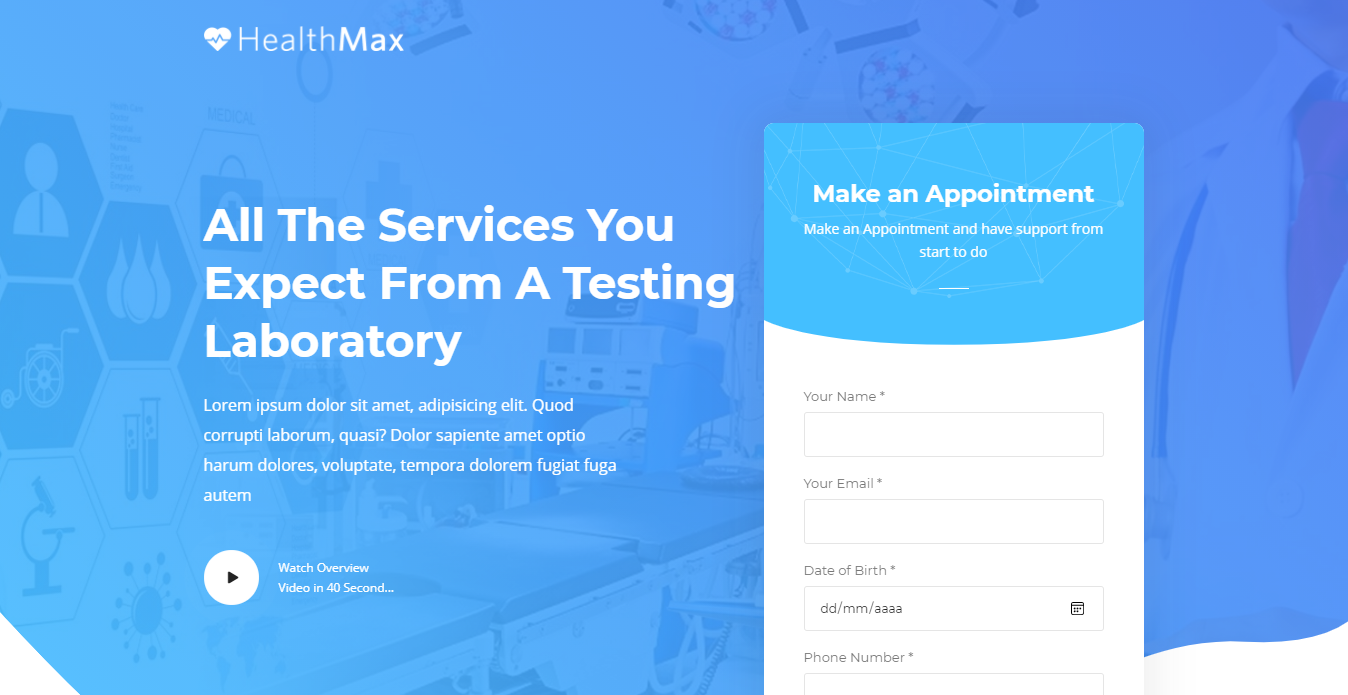 HealthMax
MEDICAL
All The Services You
Expect From A Testing
Laboratory
Lorem ipsum dolor sit amet, adipisicing elit. Quod
corrupti laborum, quasi? Dolor sapiente amet optio
harum dolores, voluptate, tempora dolorem fugiat fuga
autem
Watch Overview
Video in 40 Second...
Make an Appointment
Make an Appointment and have support from
start to do
Your Name *
Your Email *
Date of Birth *
dd/mm/aaaa
Phone Number *